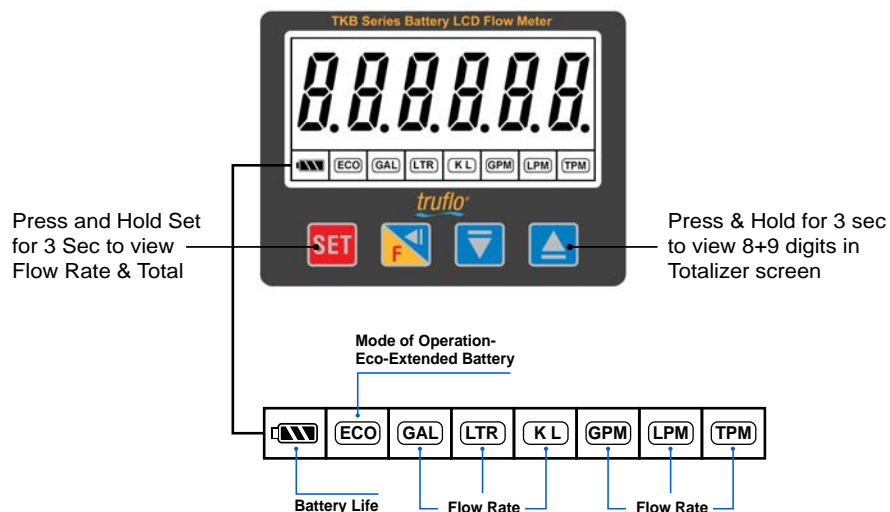 TKB Series Battery LCD Flow Meter
8.8.8.8.8.8
ECO GAL LTR K L GPM LPM TPM
truflo®
Press and Hold Set
for 3 Sec to view
Flow Rate & Total
SET F
Press & Hold for 3 sec
to view 8+9 digits in
Totalizer screen
Mode of Operation-
Eco-Extended Battery
ECO GAL LTR K L GPM LPM TPM
Battery Life Flow Rate Flow Rate